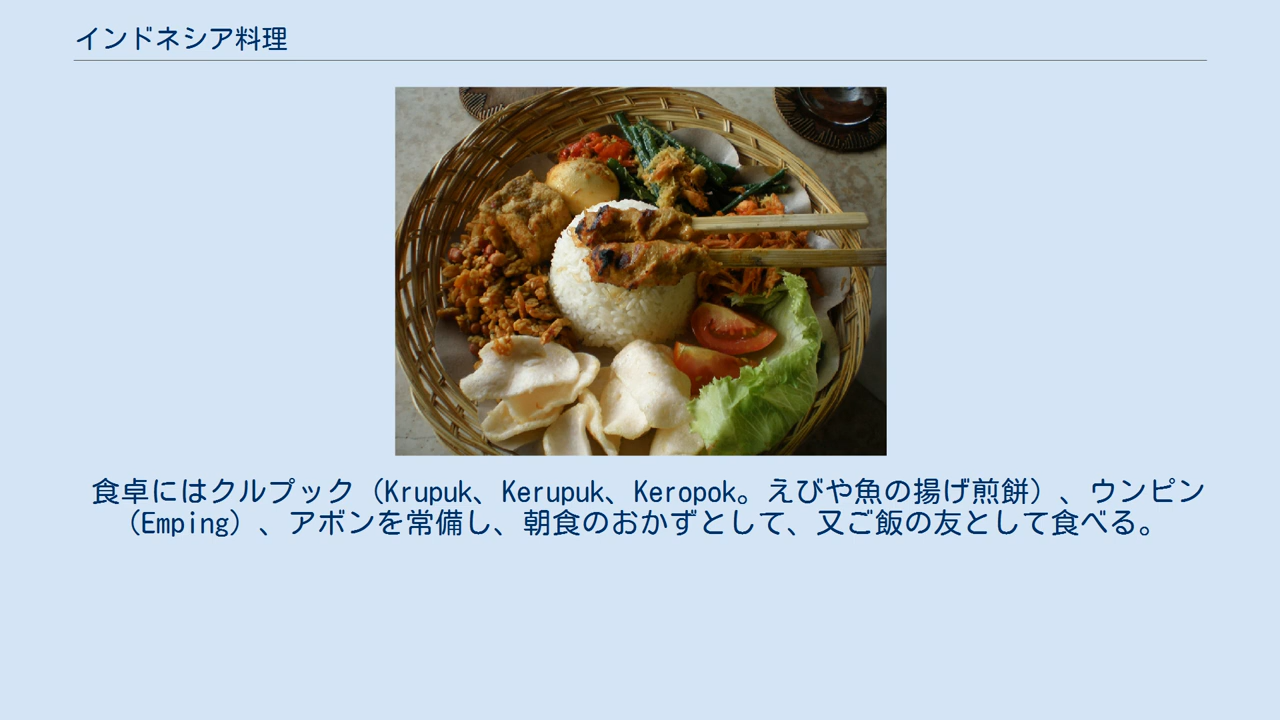 インドネシア料理
食卓にはクルプック（Krupuk、Kerupuk、Keropok。えびや魚の揚げ煎餅）、ウンピン
（Emping）、アボンを常備し、朝食のおかずとして、又ご飯の友として食べる。